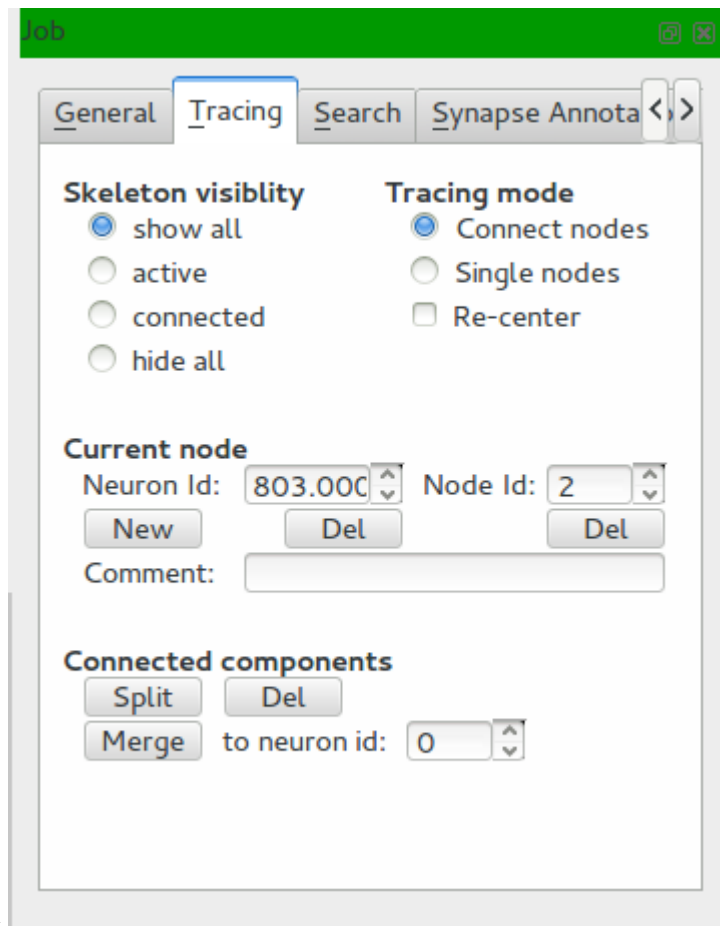 Job
General Tracing Search Synapse Annota
Skeleton visiblity Tracing mode
show all Connect nodes
active Single nodes
connected Re-center
hide all
Current node
Neuron Id: 803.000 Node Id: 2
New Del Del
Comment:
Connected components
Split Del
Merge to neuron id: 0